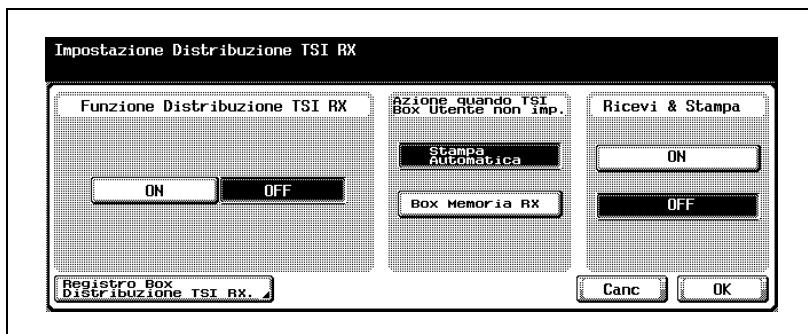 Impostazione Distribuzione TSI RX
Funzione Distribuzione TSI RX
ON
OFF
Azione quando TSI
Box Utente non imp.
Stampa
Automatica
Box Memoria RX
Ricevi & Stampa
ON
OFF
Registro Box
Distribuzione TSI RX.
Canc
OK